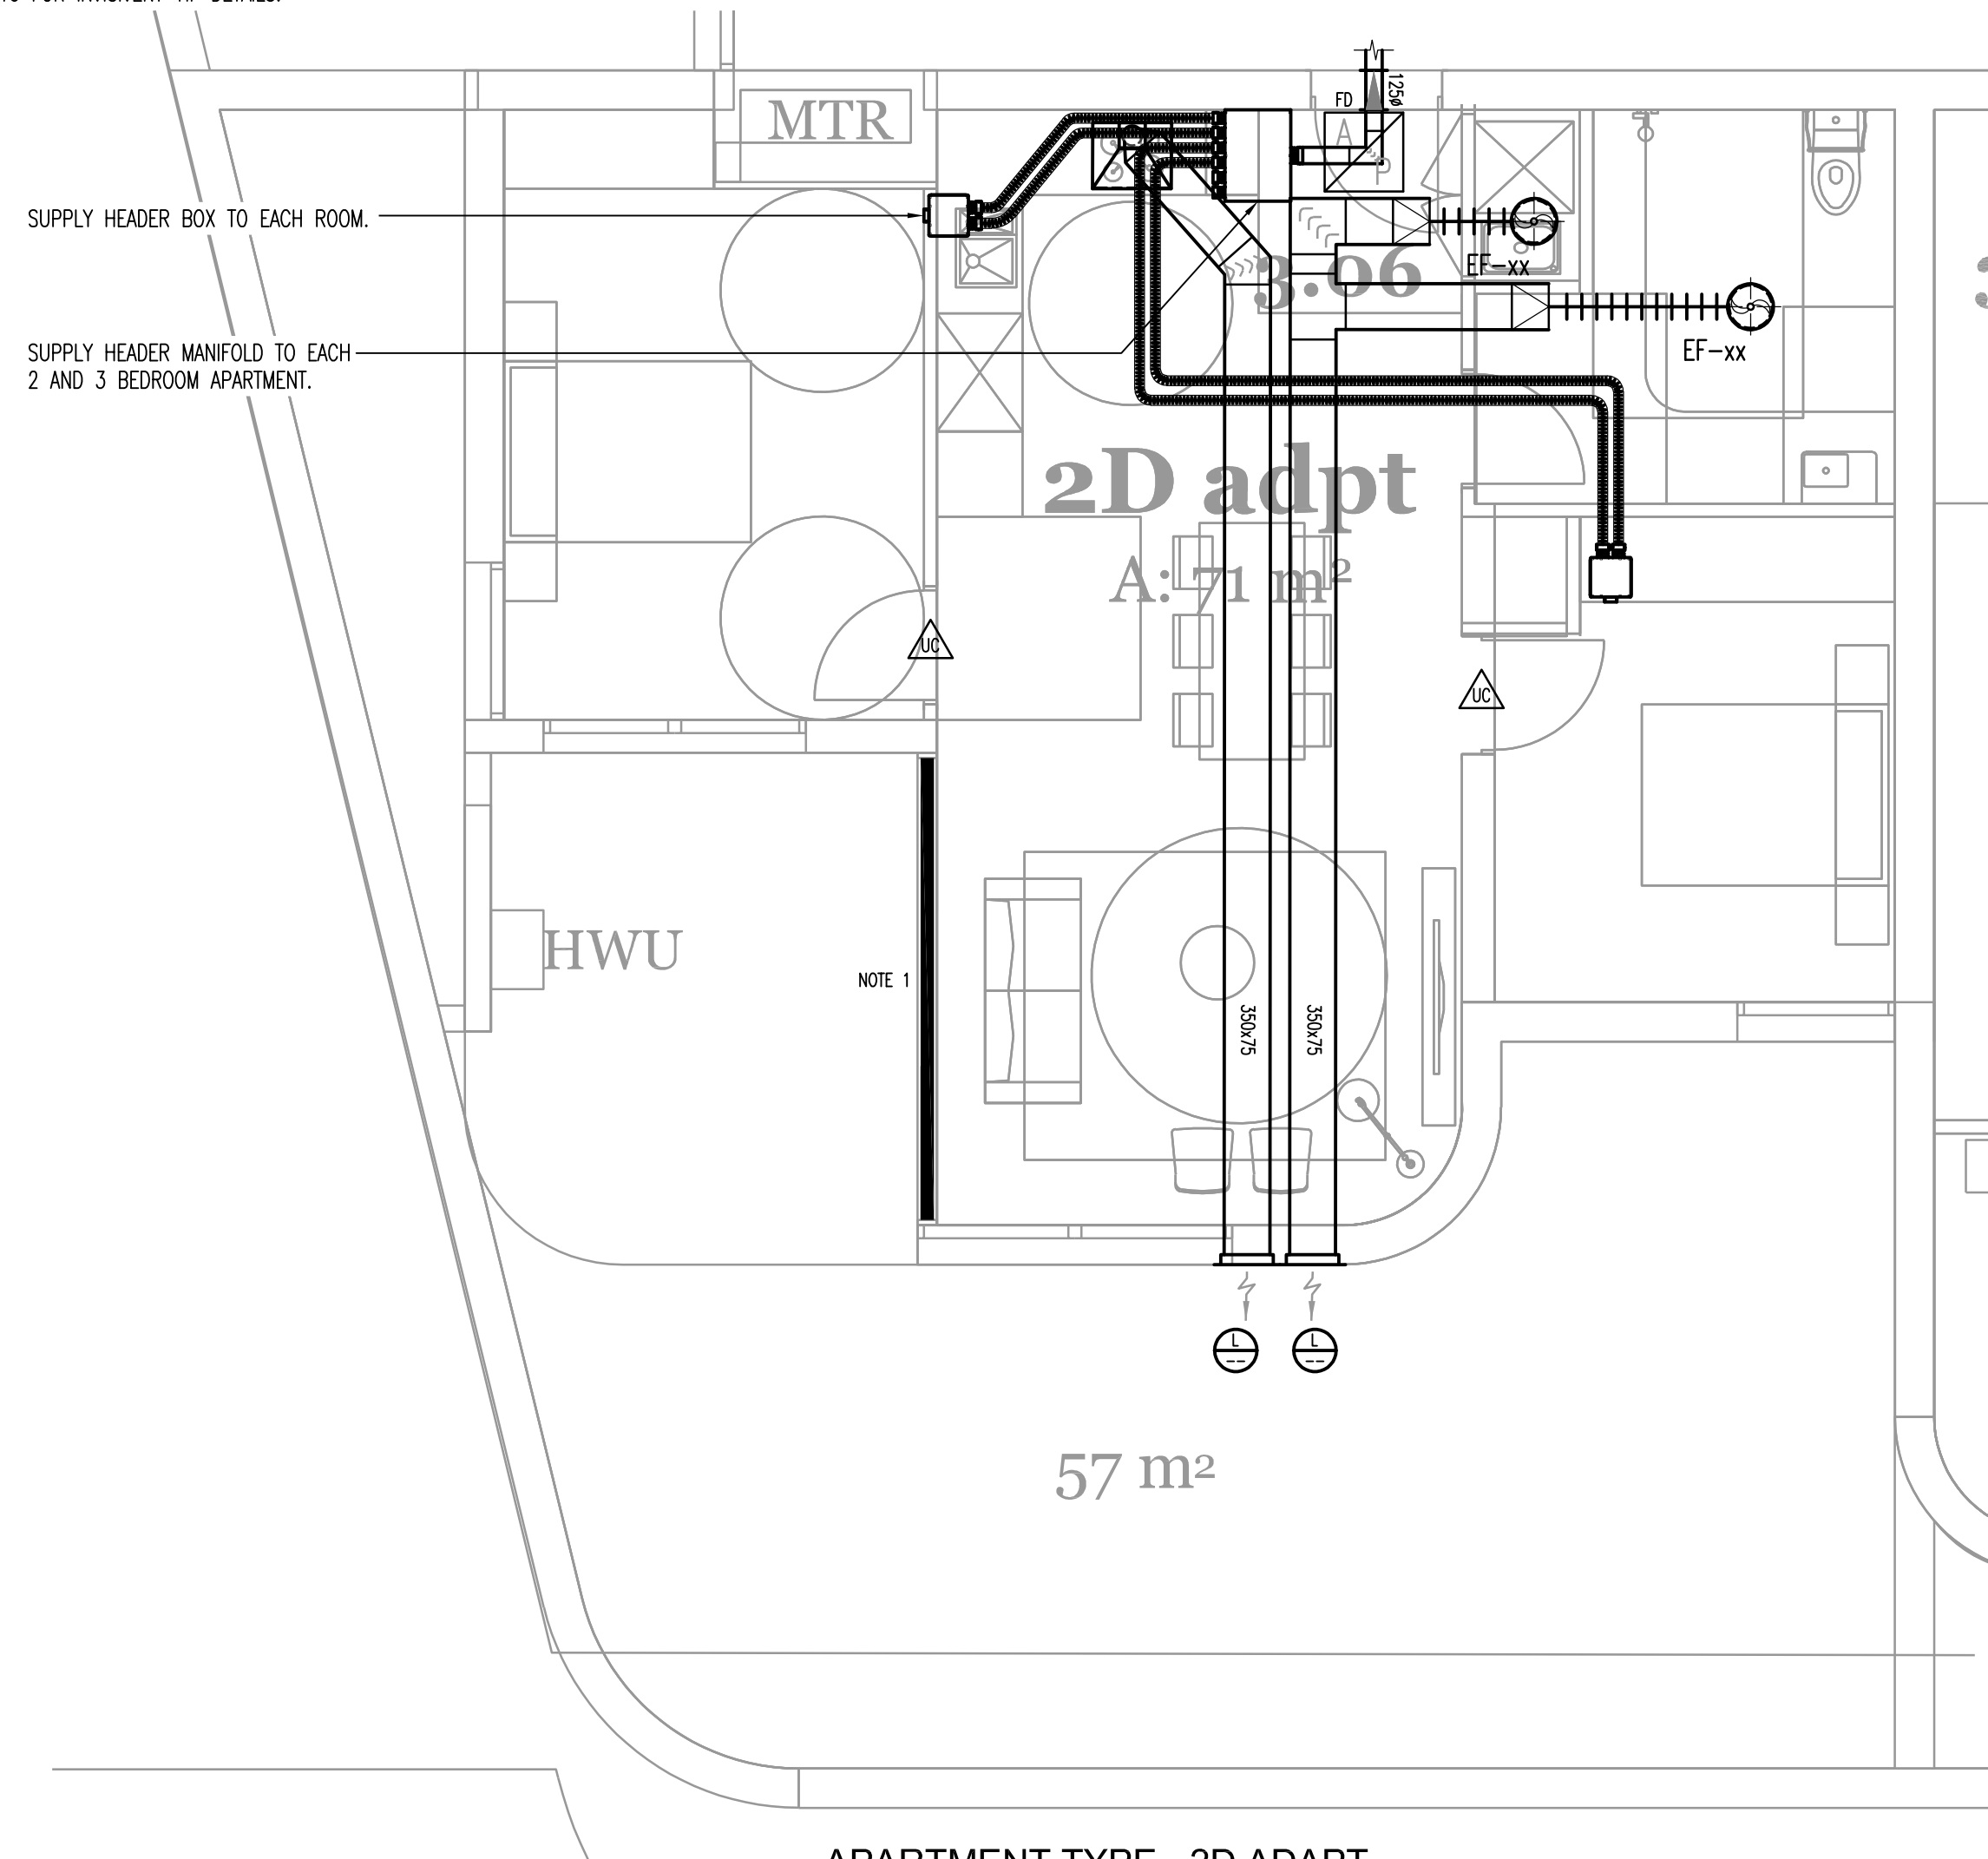 MTR
FD
125ø
A
P
SUPPLY HEADER BOX TO EACH ROOM.
EF-xx
3.06
SUPPLY HEADER MANIFOLD TO EACH
2 AND 3 BEDROOM APARTMENT.
EF-xx
2D adpt
A: 71 m²
UC
UC
HWU
NOTE 1
350x75
350x75
L
--
L
--
57 m²